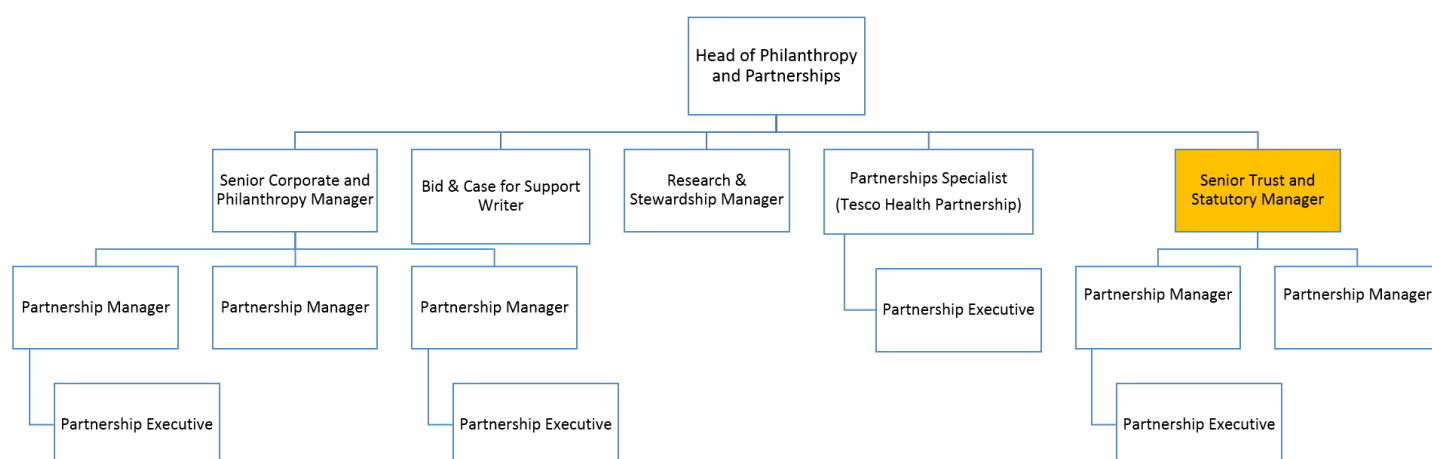 Head of Philanthropy
and Partnerships
Senior Corporate and
Philanthropy Manager
Bid & Case for Support
Writer
Research &
Stewardship Manager
Partnerships Specialist
(Tesco Health Partnership)
Senior Trust and
Statutory Manager
Partnership Manager
Partnership Manager
Partnership Manager
Partnership Executive
Partnership Manager
Partnership Manager
Partnership Executive
Partnership Executive
Partnership Executive